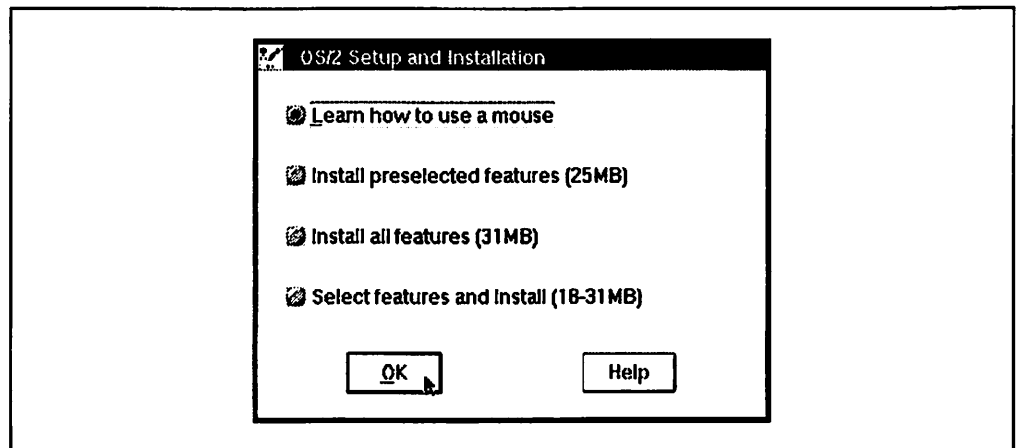 OS/2 Setup and Installation
Learn how to use a mouse
Install preselected features (25MB)
Install all features (31MB)
Select features and install (18-31MB)
OK
Help